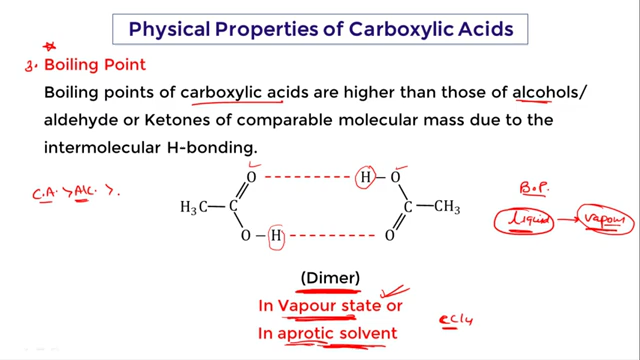 Physical Properties of Carboxylic Acids
3. Boiling Point
Boiling points of carboxylic acids are higher than those of alcohols/
aldehyde or Ketones of comparable molecular mass due to the
intermolecular H-bonding.
C.A. > Alc. >.
O H – O
H₃C – C C – CH₃
O – H O
B.P.
liquid → vapour
(Dimer)
In Vapour state or
In aprotic solvent
CCl4